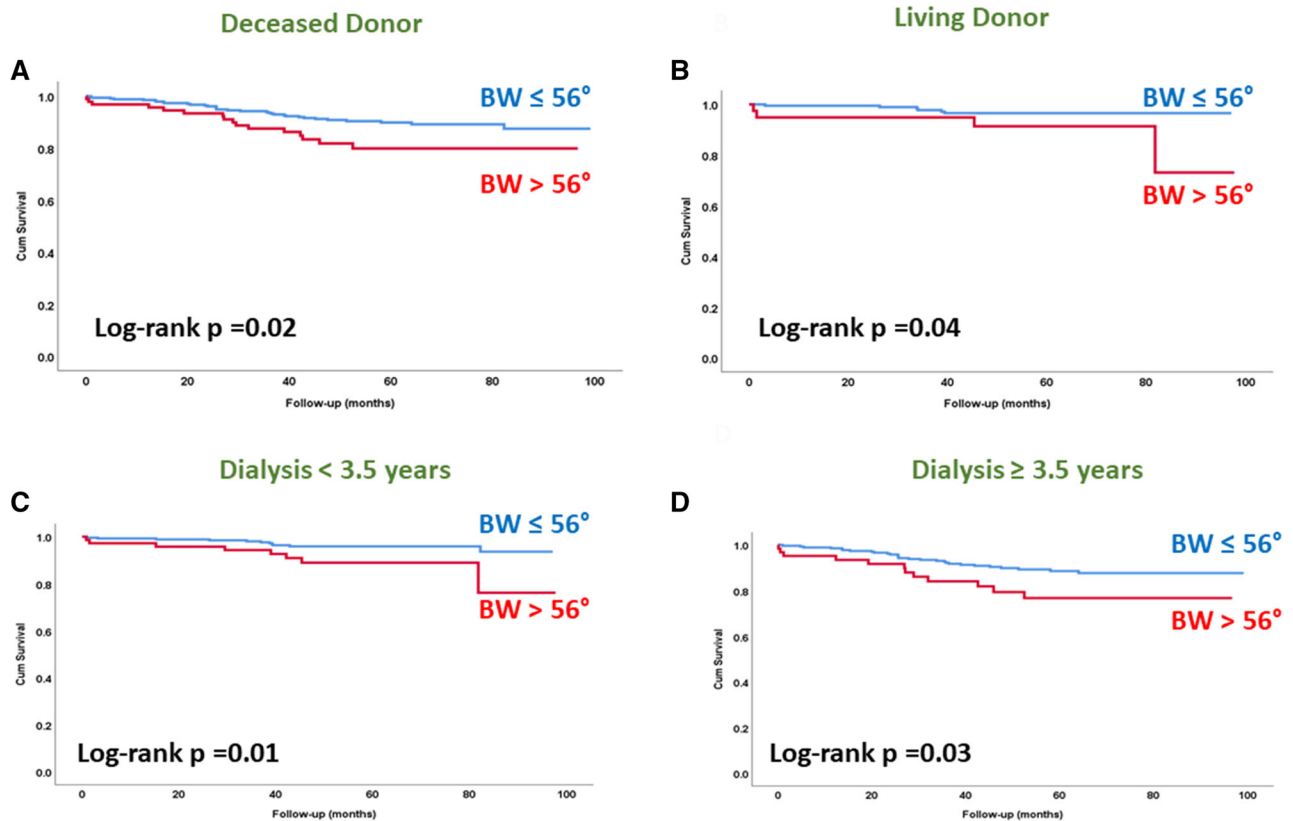 Deceased Donor
A
1.0
0.8
0.6
0.4
0.2
0.0
Cum Survival
BW ≤ 56°
BW > 56°
Log-rank p =0.02
0 20 40 60 80 100
Follow-up (months)
Living Donor
B
1.0
0.8
0.6
0.4
0.2
0.0
Cum Survival
BW ≤ 56°
BW > 56°
Log-rank p =0.04
0 20 40 60 80 100
Follow-up (months)
Dialysis < 3.5 years
C
1.0
0.8
0.6
0.4
0.2
0.0
Cum Survival
BW ≤ 56°
BW > 56°
Log-rank p =0.01
0 20 40 60 80 100
Follow-up (months)
Dialysis ≥ 3.5 years
D
1.0
0.8
0.6
0.4
0.2
0.0
Cum Survival
BW ≤ 56°
BW > 56°
Log-rank p =0.03
0 20 40 60 80 100
Follow-up (months)